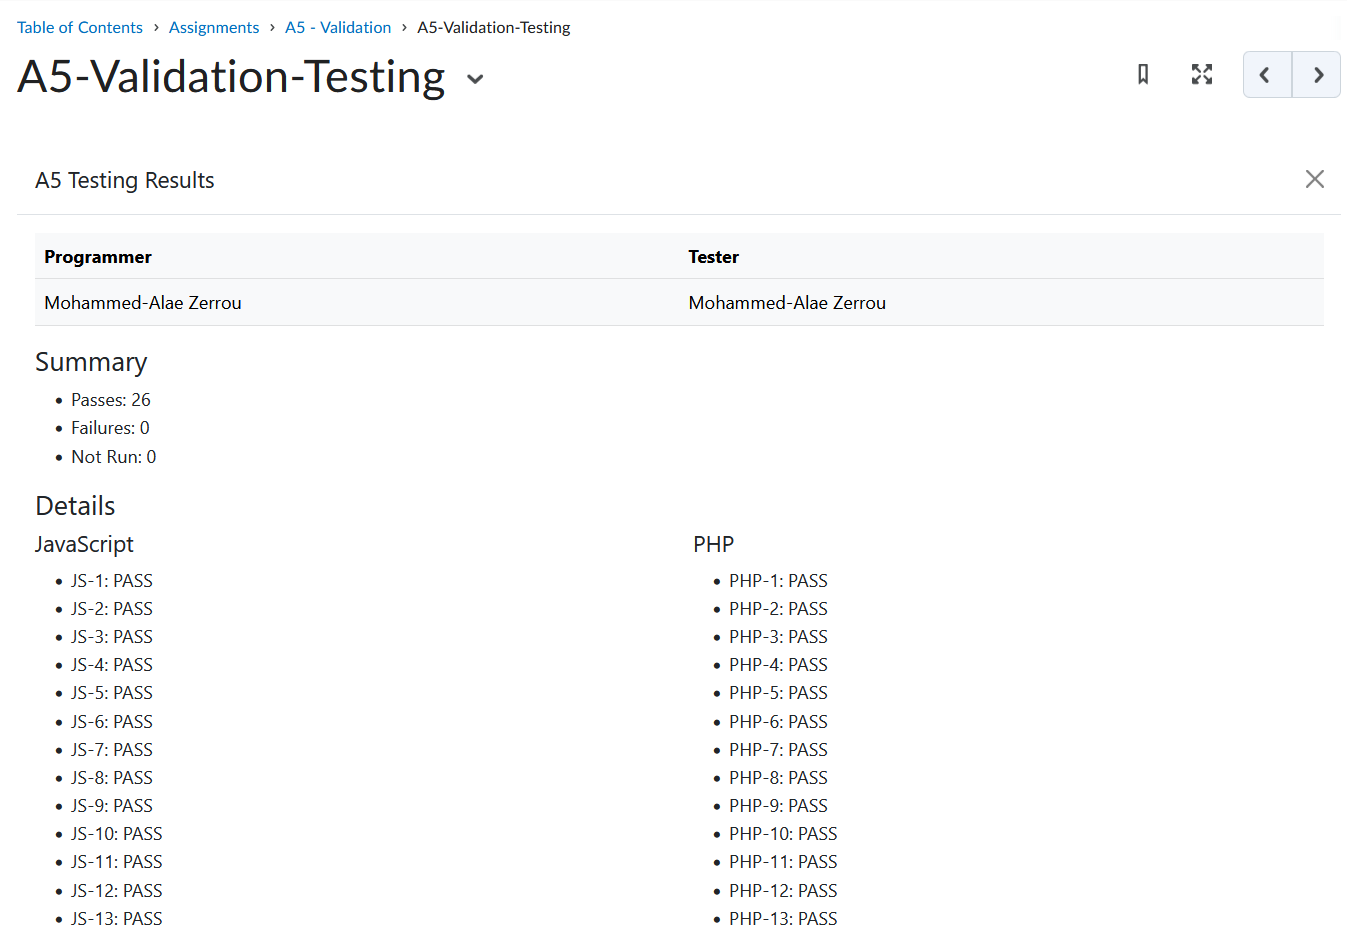 Table of Contents › Assignments › A5 - Validation › A5-Validation-Testing
A5-Validation-Testing
A5 Testing Results
Programmer Tester
Mohammed-Alae Zerrou Mohammed-Alae Zerrou
Summary
• Passes: 26
• Failures: 0
• Not Run: 0
Details
JavaScript
• JS-1: PASS
• JS-2: PASS
• JS-3: PASS
• JS-4: PASS
• JS-5: PASS
• JS-6: PASS
• JS-7: PASS
• JS-8: PASS
• JS-9: PASS
• JS-10: PASS
• JS-11: PASS
• JS-12: PASS
• JS-13: PASS
PHP
• PHP-1: PASS
• PHP-2: PASS
• PHP-3: PASS
• PHP-4: PASS
• PHP-5: PASS
• PHP-6: PASS
• PHP-7: PASS
• PHP-8: PASS
• PHP-9: PASS
• PHP-10: PASS
• PHP-11: PASS
• PHP-12: PASS
• PHP-13: PASS